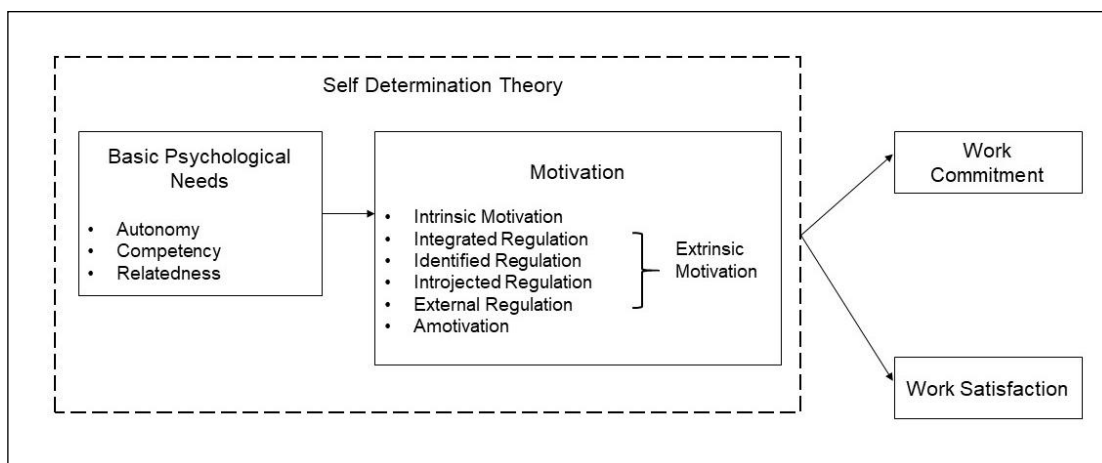 Self Determination Theory
Basic Psychological
Needs
• Autonomy
• Competency
• Relatedness
Motivation
• Intrinsic Motivation
• Integrated Regulation
• Identified Regulation
• Introjected Regulation
• External Regulation
• Amotivation
Extrinsic
Motivation
Work
Commitment
Work Satisfaction